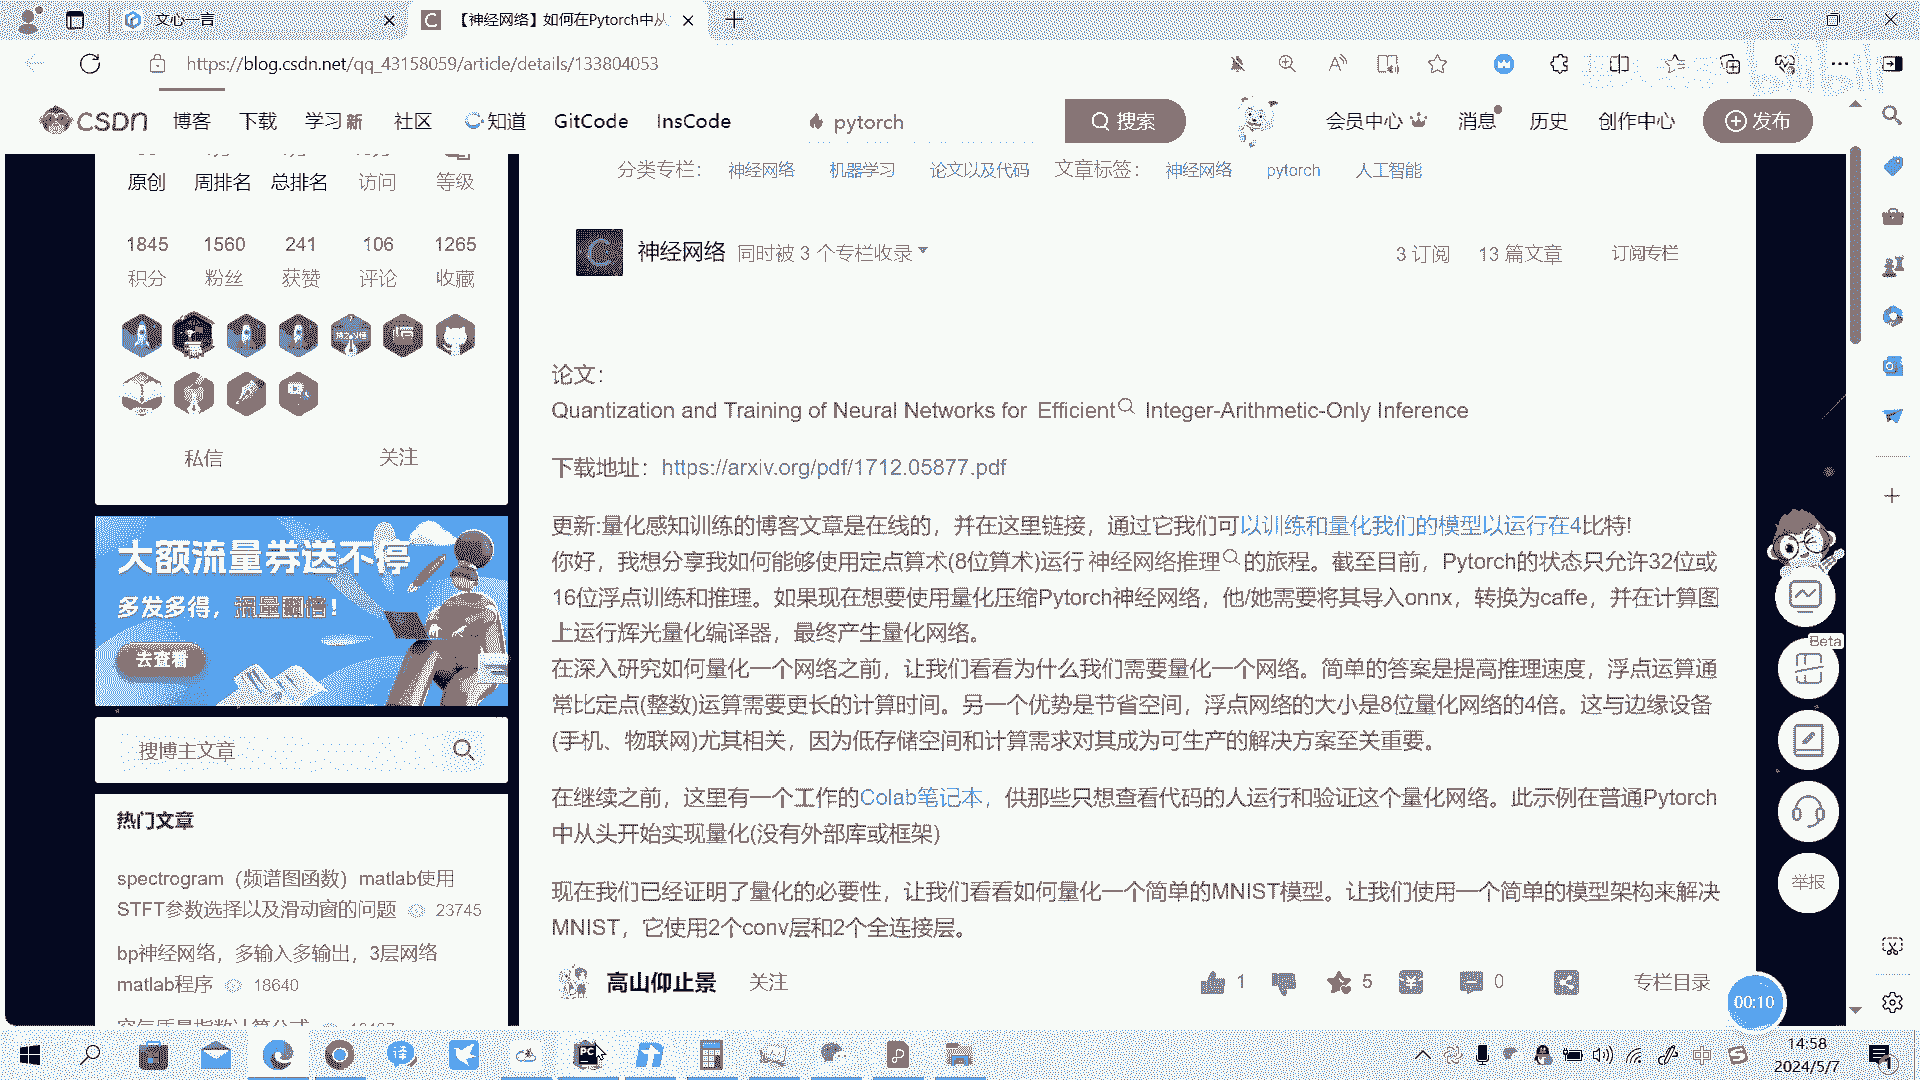 文心一言
【神经网络】如何在Pytorch中从
https://blog.csdn.net/qq_43158059/article/details/133804053
CSDN 博客 下载 学习 新 社区 知道 GitCode InsCode pytorch 搜索 会员中心 消息 历史 创作中心 发布
原创 周排名 总排名 访问 等级
1845 1560 241 106 1265
积分 粉丝 获赞 评论 收藏
私信 关注
大额流量券送不停
多发多得，流量翻倍！
去查看
搜博主文章
热门文章
spectrogram（频谱图函数）matlab使用
STFT参数选择以及滑动窗的问题 23745
bp神经网络，多输入多输出，3层网络
matlab程序 18640
分类专栏： 神经网络 机器学习 论文以及代码 文章标签： 神经网络 pytorch 人工智能
神经网络 同时被 3 个专栏收录 3 订阅 13 篇文章 订阅专栏
论文：
Quantization and Training of Neural Networks for Efficient Integer-Arithmetic-Only Inference
下载地址：https://arxiv.org/pdf/1712.05877.pdf
更新:量化感知训练的博客文章是在线的，并在这里链接，通过它我们可以训练和量化我们的模型以运行在4比特!
你好，我想分享我如何能够使用定点算术(8位算术)运行神经网络推理的旅程。截至目前，Pytorch的状态只允许32位或
16位浮点训练和推理。如果现在想要使用量化压缩Pytorch神经网络，他/她需要将其导入onnx，转换为caffe，并在计算图
上运行辉光量化编译器，最终产生量化网络。
在深入研究如何量化一个网络之前，让我们看看为什么我们需要量化一个网络。简单的答案是提高推理速度，浮点运算通
常比定点(整数)运算需要更长的计算时间。另一个优势是节省空间，浮点网络的大小是8位量化网络的4倍。这与边缘设备
(手机、物联网)尤其相关，因为低存储空间和计算需求对其成为可生产的解决方案至关重要。
在继续之前，这里有一个工作的Colab笔记本，供那些只想查看代码的人运行和验证这个量化网络。此示例在普通Pytorch
中从头开始实现量化(没有外部库或框架)
现在我们已经证明了量化的必要性，让我们看看如何量化一个简单的MNIST模型。让我们使用一个简单的模型架构来解决
MNIST，它使用2个conv层和2个全连接层。
高山仰止景 关注 1 5 0 专栏目录
Beta
举报
00:10
中
14:58
2024/5/7
1